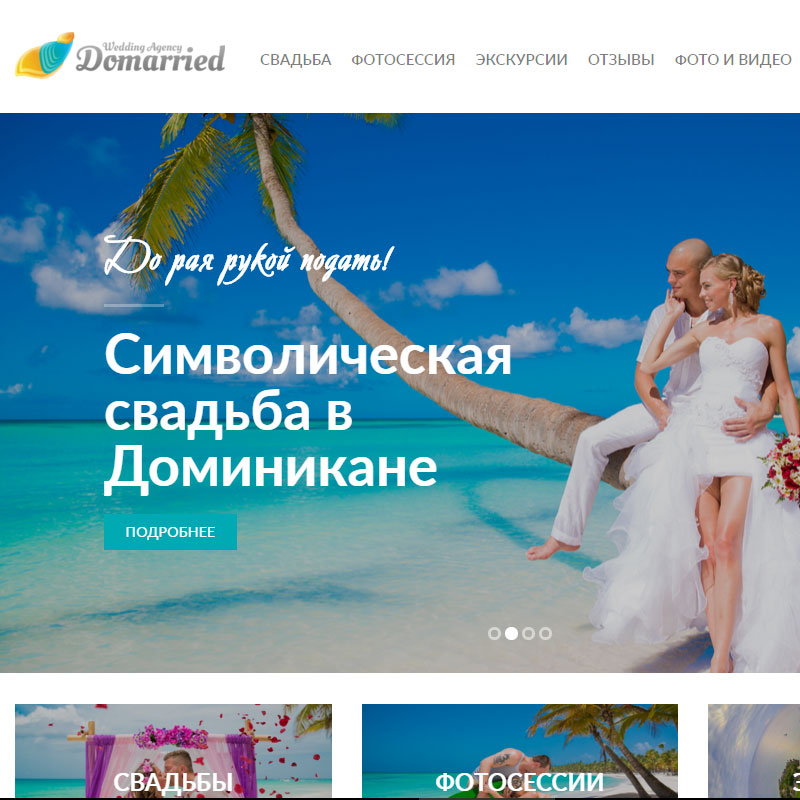 Wedding Agency
Domarried
СВАДЬБА ФОТОСЕССИЯ ЭКСКУРСИИ ОТЗЫВЫ ФОТО И ВИДЕО
До рая рукой подать!
Символическая
свадьба в
Доминикане
ПОДРОБНЕЕ
СВАДЬБЫ ФОТОСЕССИИ